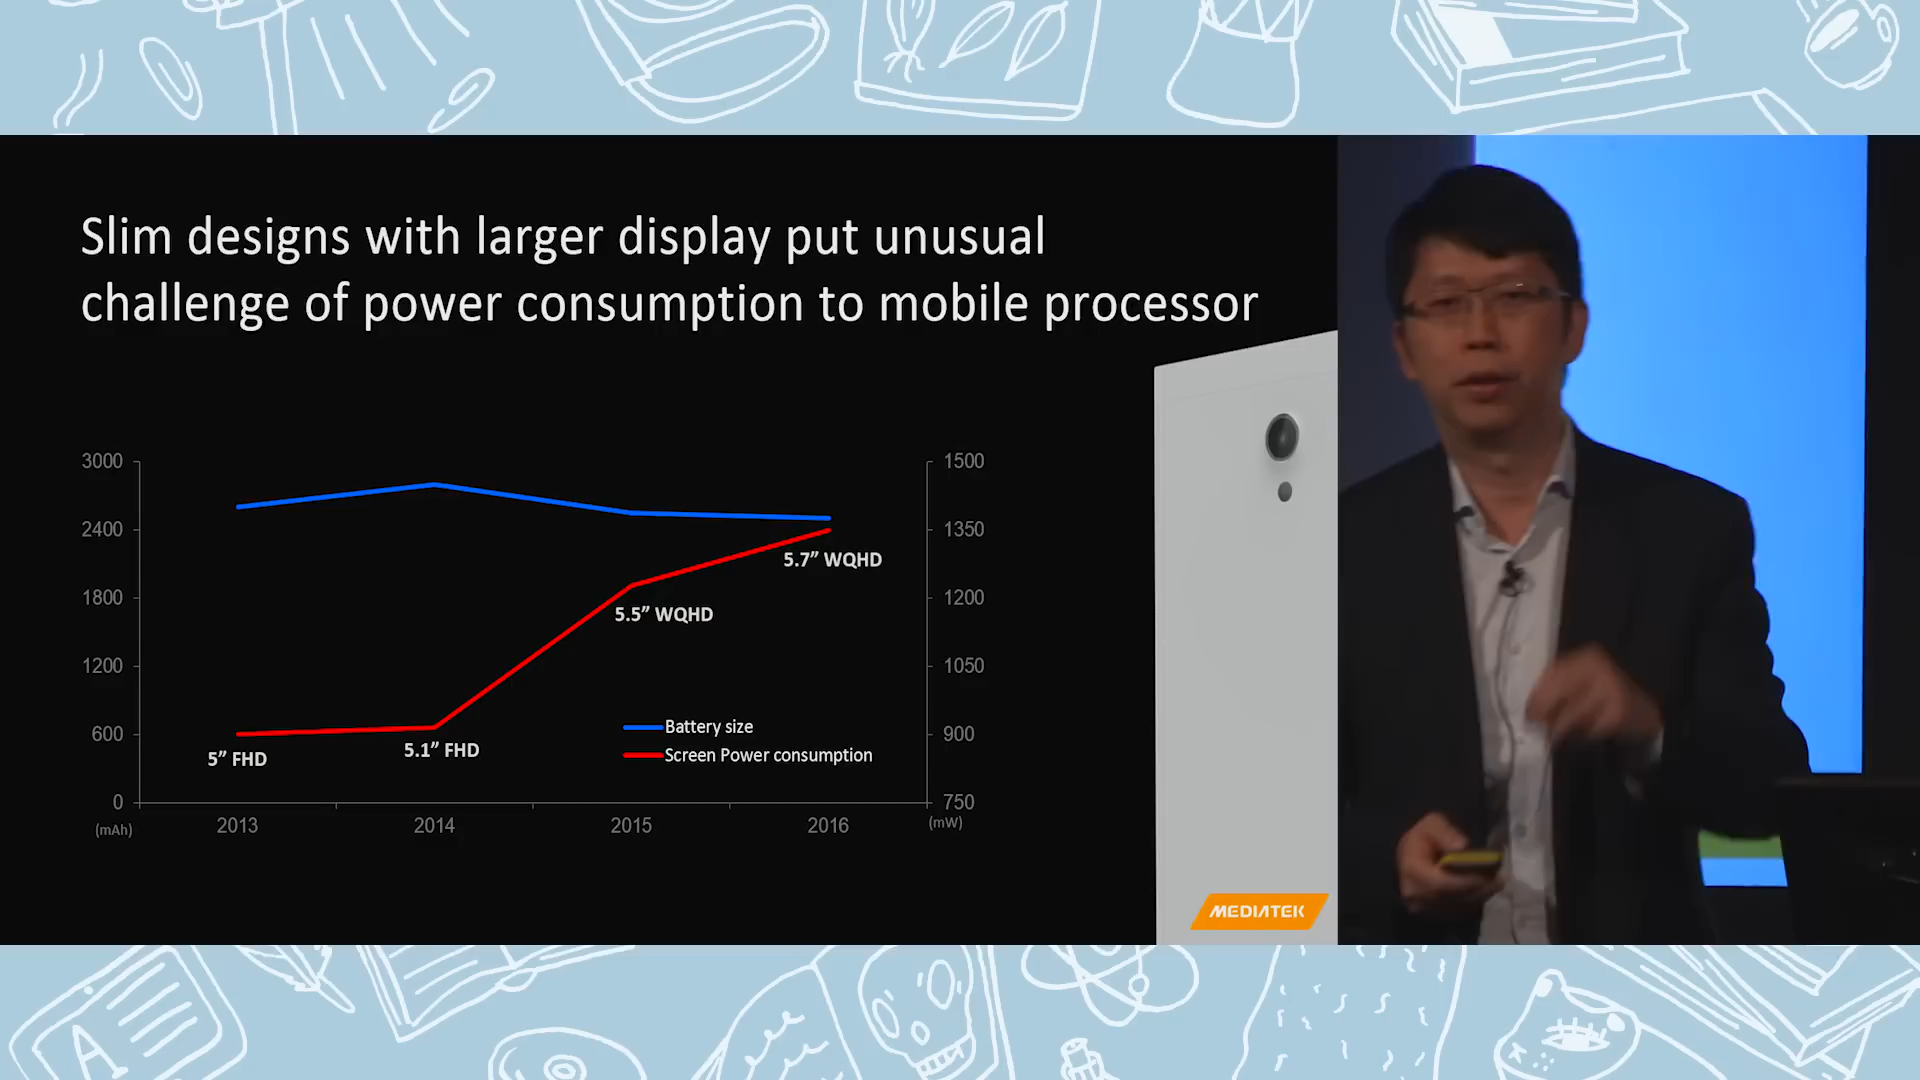 Slim designs with larger display put unusual
challenge of power consumption to mobile processor
3000
2400
1800
1200
600
0
(mAh)
1500
1350
1200
1050
900
750
(mW)
5” FHD
5.1” FHD
5.5” WQHD
5.7” WQHD
Battery size
Screen Power consumption
2013
2014
2015
2016
MEDIATEK
A